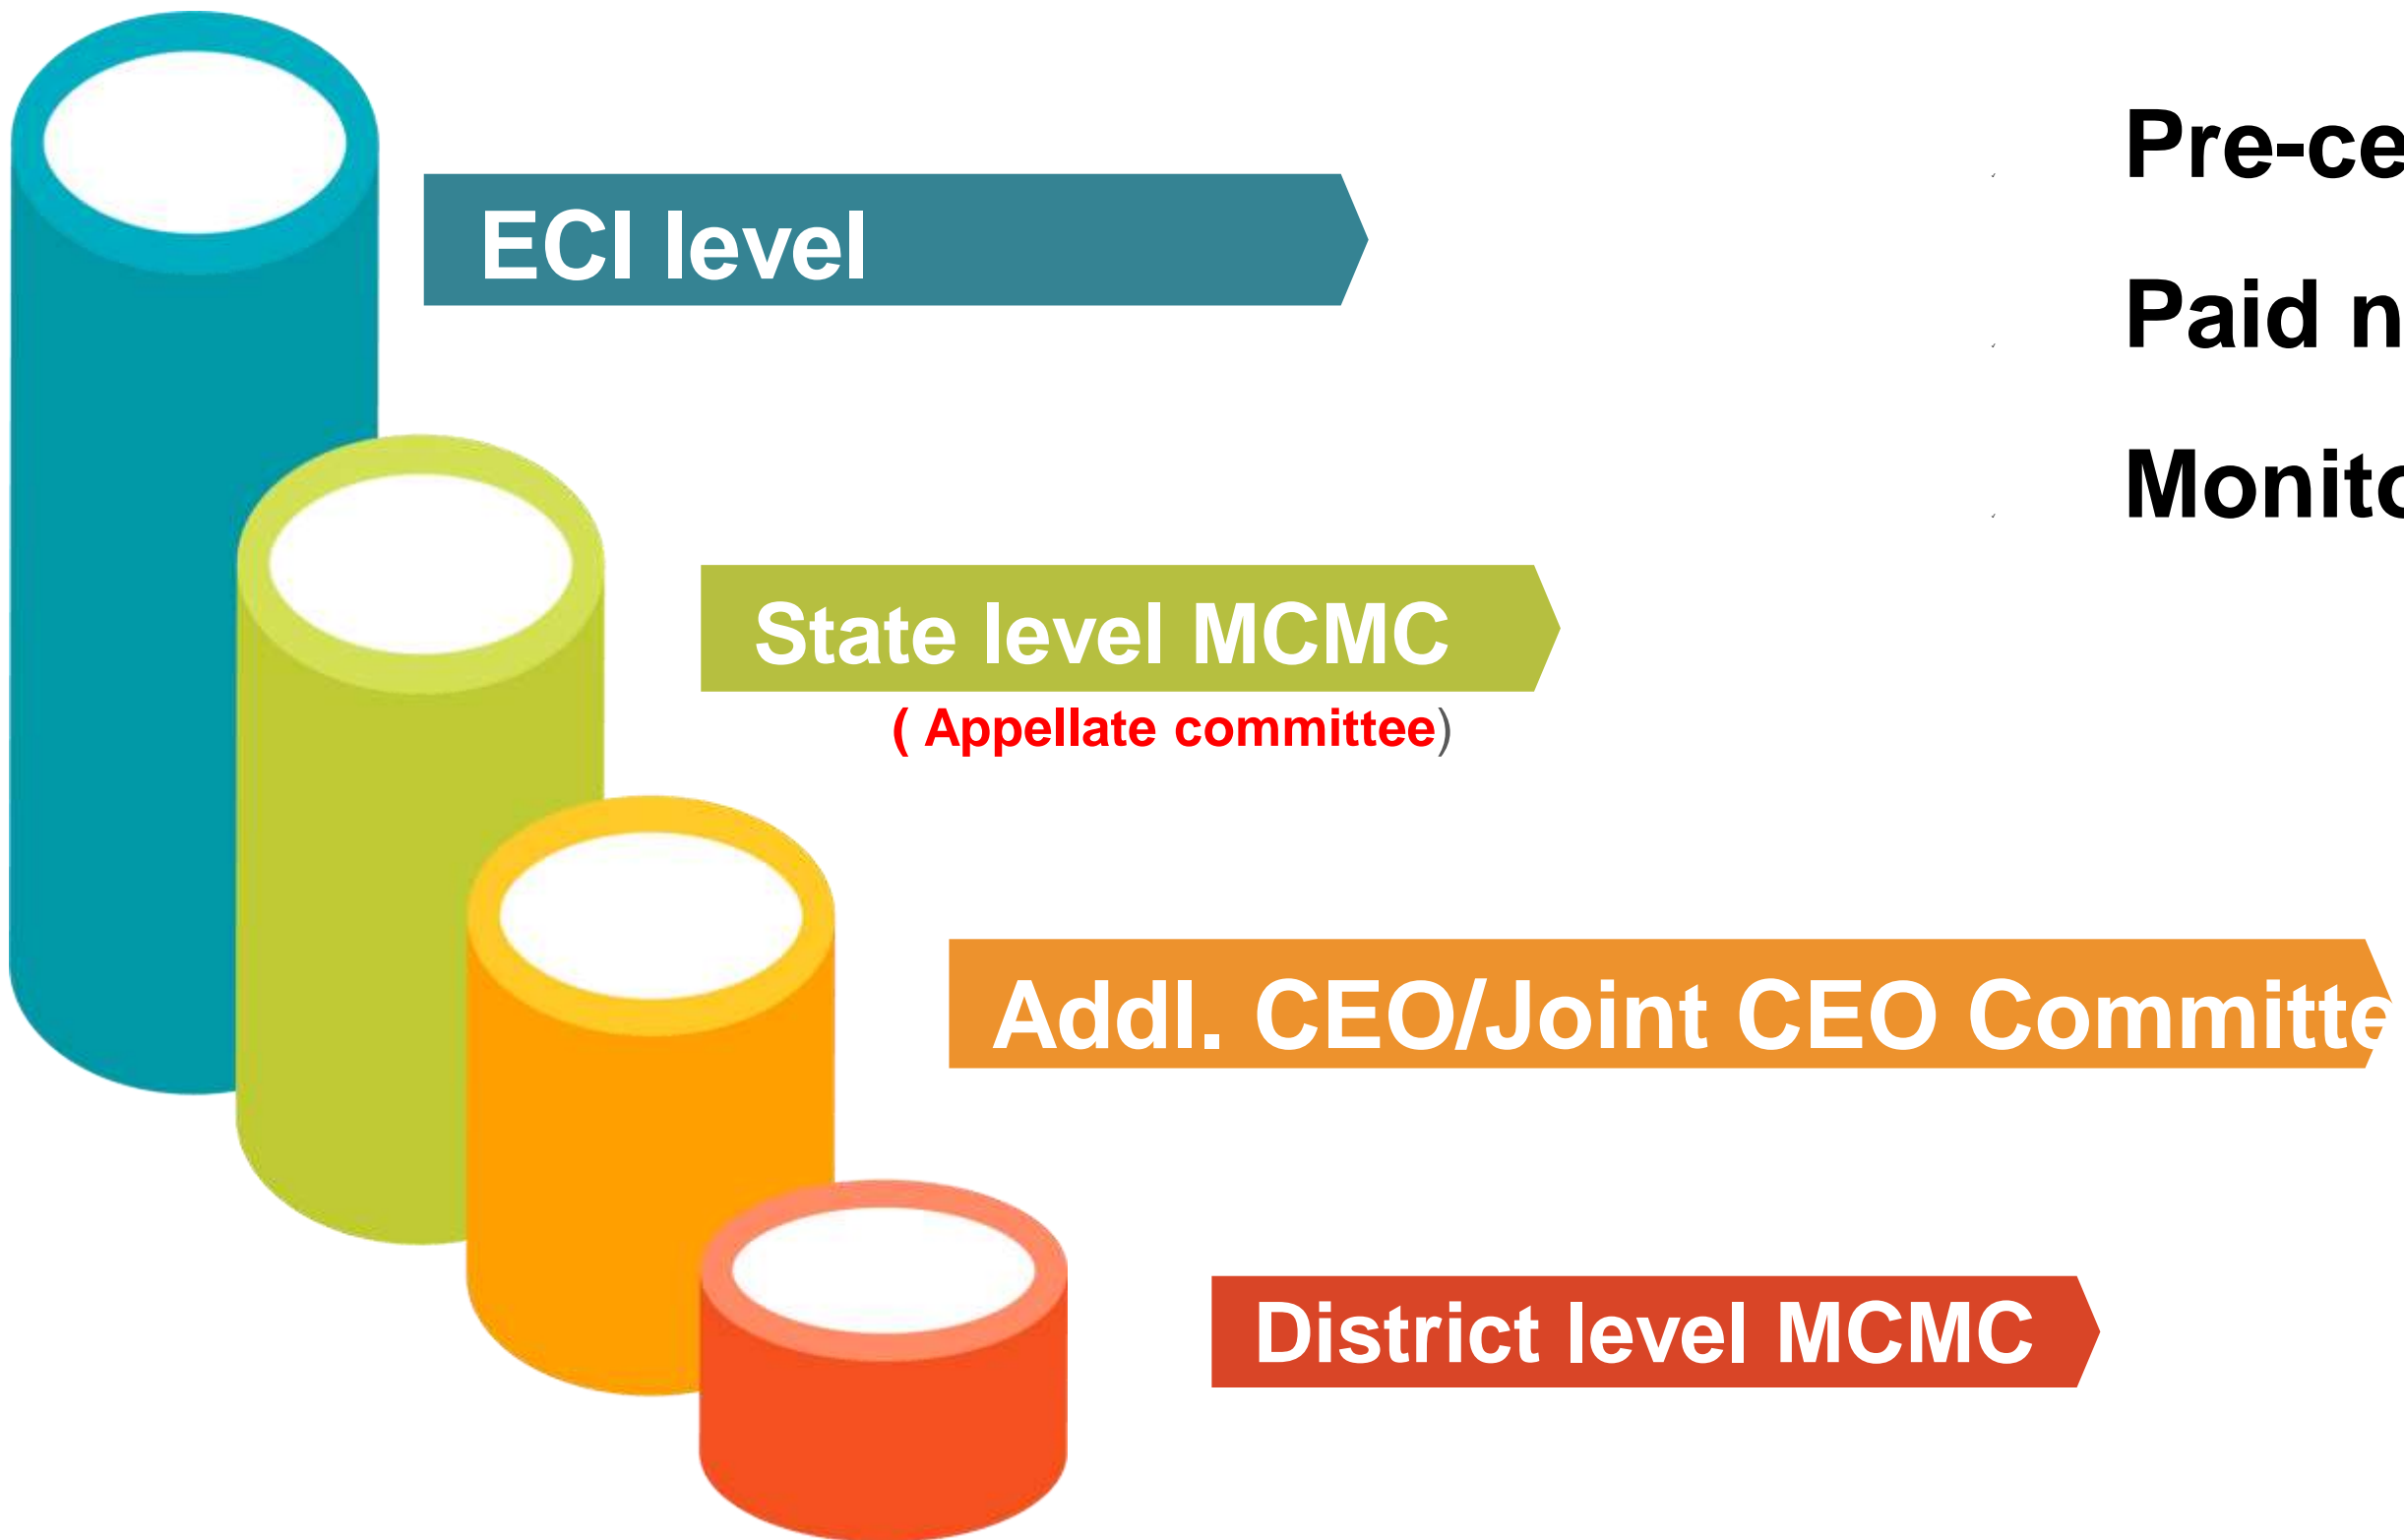 ECI level
Pre-ce
Paid n
Monito
State level MCMC
( Appellate committee)
Addl. CEO/Joint CEO Committe
District level MCMC